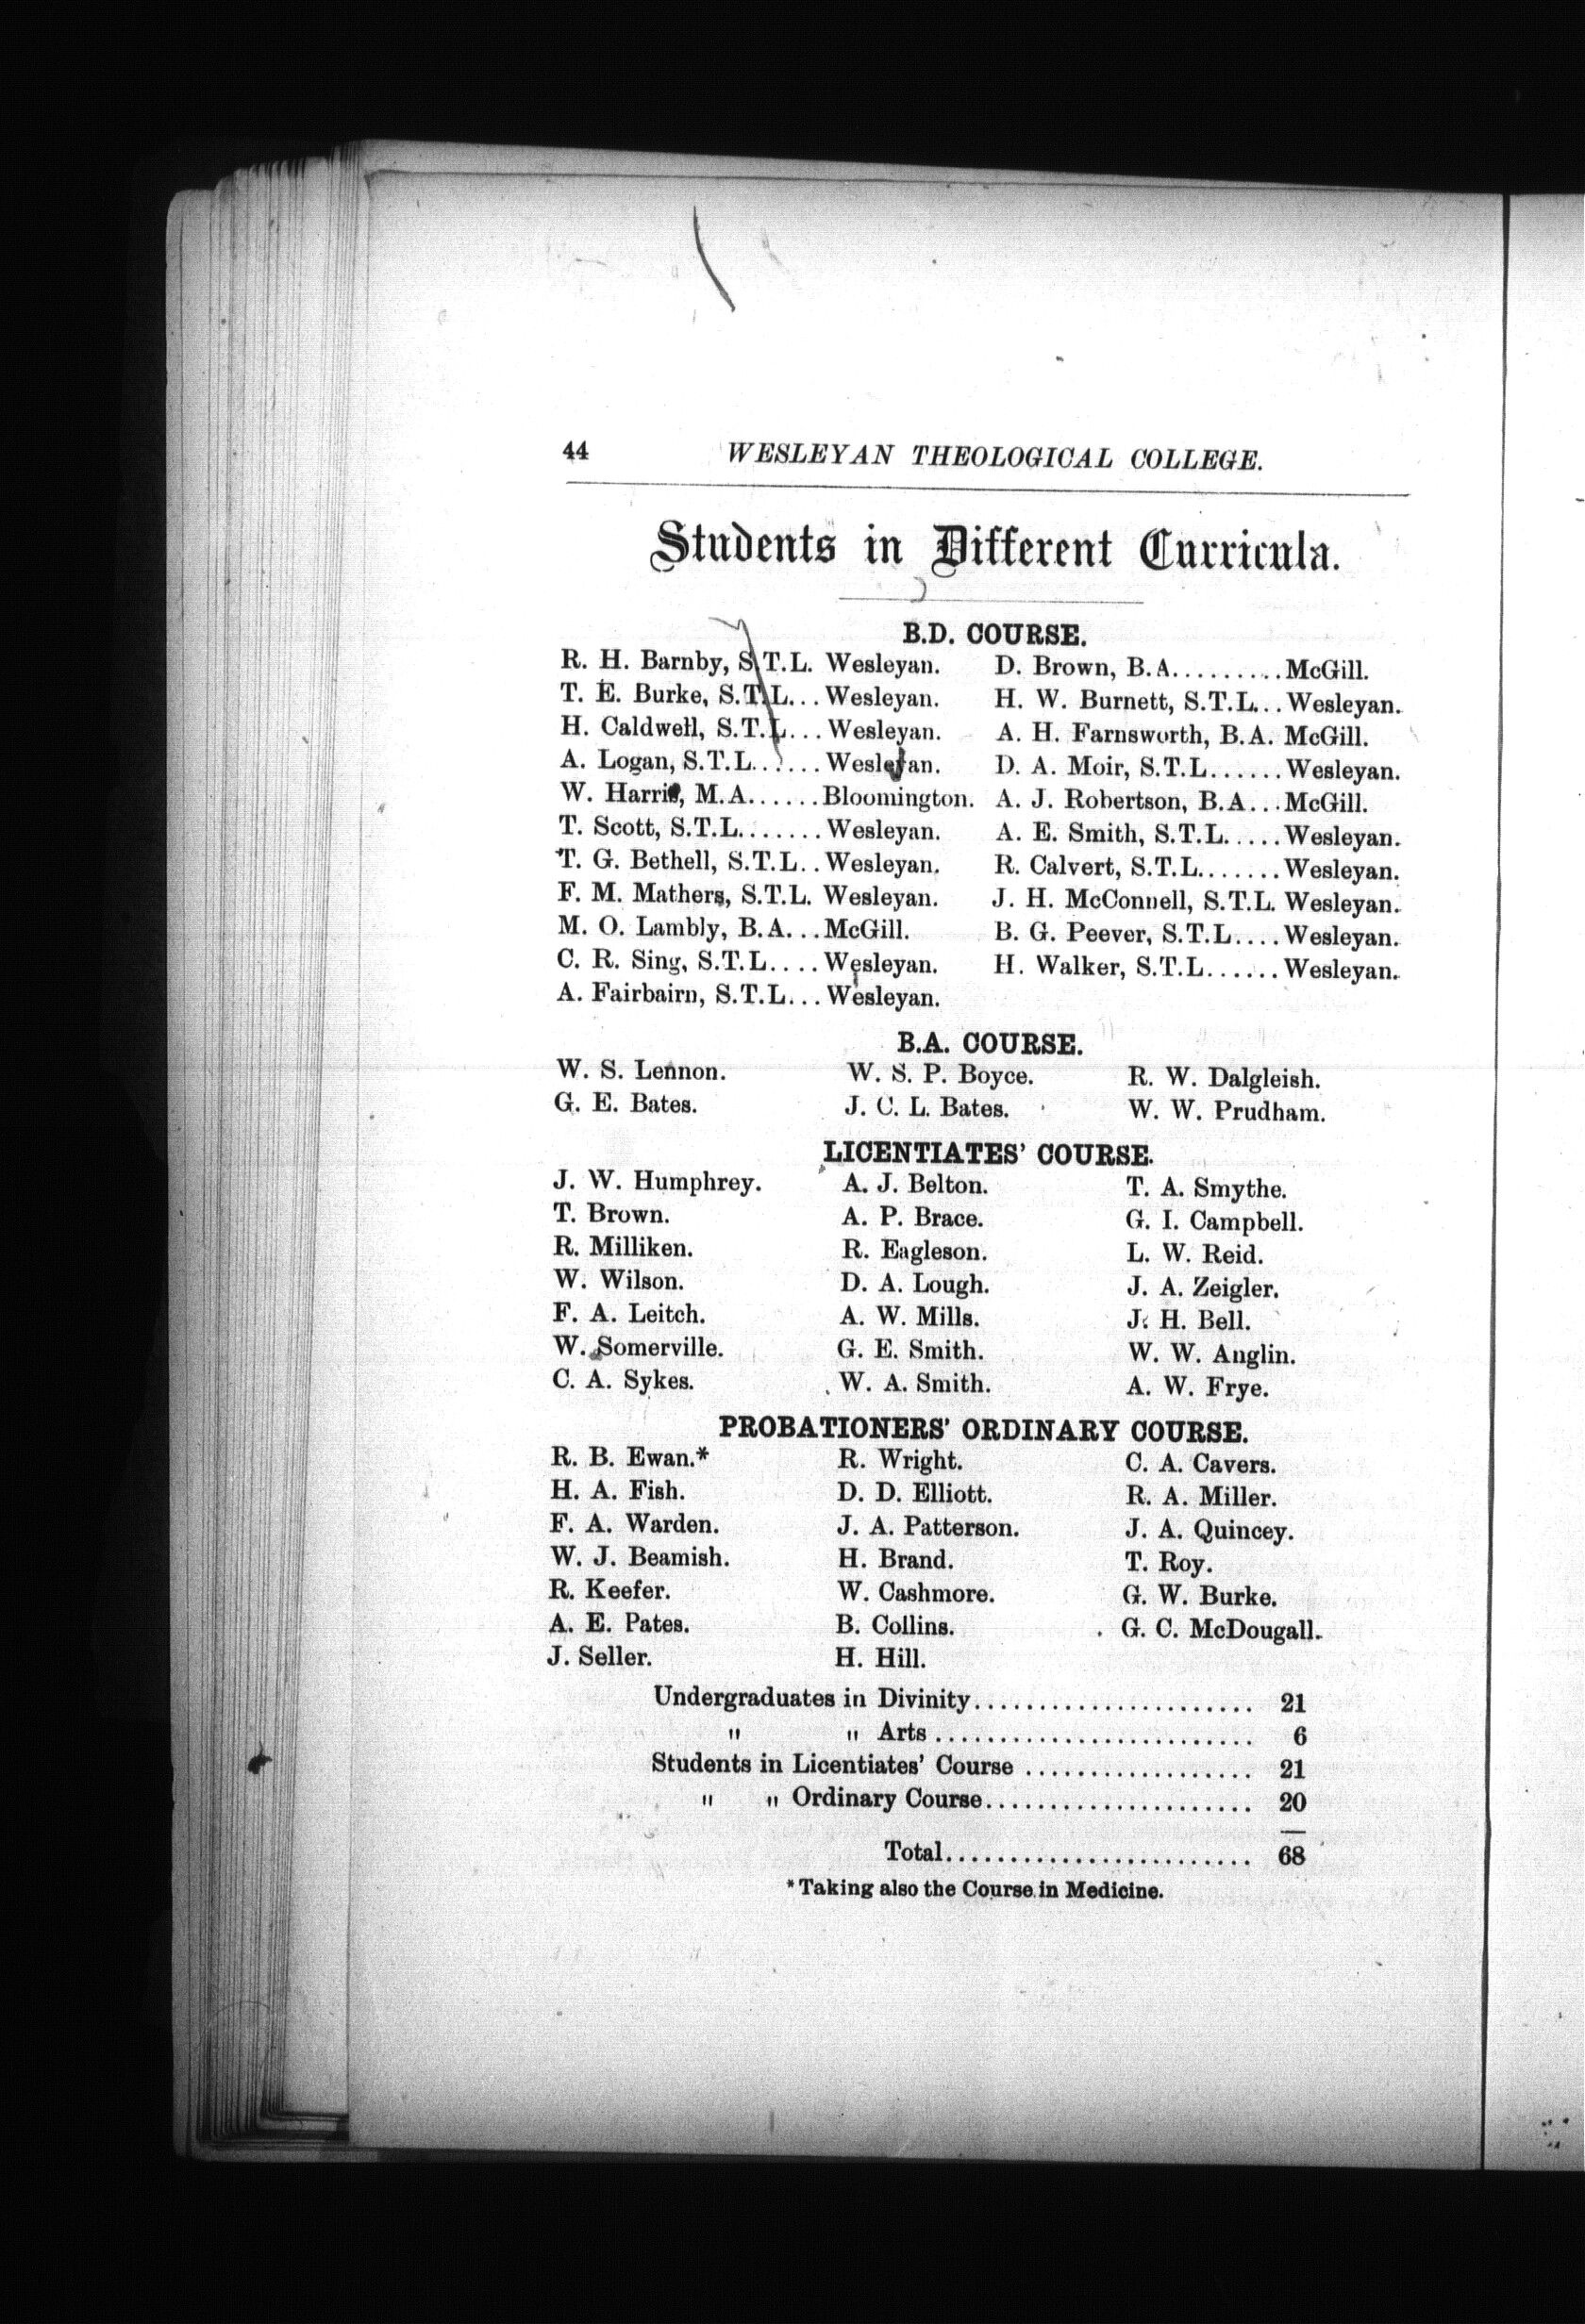 44 WESLEYAN THEOLOGICAL COLLEGE.
Students in Different Curricula.
B.D. COURSE.
R. H. Barnby, S.T.L. Wesleyan. D. Brown, B.A.........McGill.
T. E. Burke, S.T.L...Wesleyan. H. W. Burnett, S.T.L...Wesleyan.
H. Caldwell, S.T.L...Wesleyan. A. H. Farnsworth, B.A. McGill.
A. Logan, S.T.L......Wesleyan. D. A. Moir, S.T.L......Wesleyan.
W. Harris, M.A......Bloomington. A. J. Robertson, B.A...McGill.
T. Scott, S.T.L.......Wesleyan. A. E. Smith, S.T.L.....Wesleyan.
T. G. Bethell, S.T.L..Wesleyan. R. Calvert, S.T.L.......Wesleyan.
F. M. Mathers, S.T.L. Wesleyan. J. H. McConnell, S.T.L. Wesleyan.
M. O. Lambly, B.A...McGill. B. G. Peever, S.T.L....Wesleyan.
C. R. Sing, S.T.L....Wesleyan. H. Walker, S.T.L......Wesleyan.
A. Fairbairn, S.T.L...Wesleyan.
B.A. COURSE.
W. S. Lennon. W. S. P. Boyce. R. W. Dalgleish.
G. E. Bates. J. C. L. Bates. W. W. Prudham.
LICENTIATES' COURSE.
J. W. Humphrey. A. J. Belton. T. A. Smythe.
T. Brown. A. P. Brace. G. I. Campbell.
R. Milliken. R. Eagleson. L. W. Reid.
W. Wilson. D. A. Lough. J. A. Zeigler.
F. A. Leitch. A. W. Mills. J. H. Bell.
W. Somerville. G. E. Smith. W. W. Anglin.
C. A. Sykes. W. A. Smith. A. W. Frye.
PROBATIONERS' ORDINARY COURSE.
R. B. Ewan.* R. Wright. C. A. Cavers.
H. A. Fish. D. D. Elliott. R. A. Miller.
F. A. Warden. J. A. Patterson. J. A. Quincey.
W. J. Beamish. H. Brand. T. Roy.
R. Keefer. W. Cashmore. G. W. Burke.
A. E. Pates. B. Collins. G. C. McDougall.
J. Seller. H. Hill.
Undergraduates in Divinity...................... 21
" " Arts......................... 6
Students in Licentiates' Course.................. 21
" " Ordinary Course..................... 20
Total........................ 68
*Taking also the Course in Medicine.